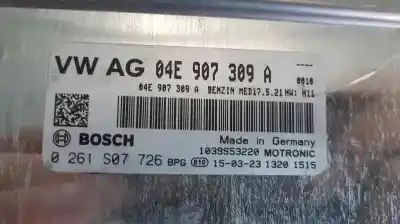 VW AG 04E 907 309 A
0010
04E 907 309 A BENZIN MED17.5.21 HW: H11
BOSCH
Made in Germany
1039S53220 MOTRONIC
0 261 S07 726 BPG 810 15-03-23 1320 1515